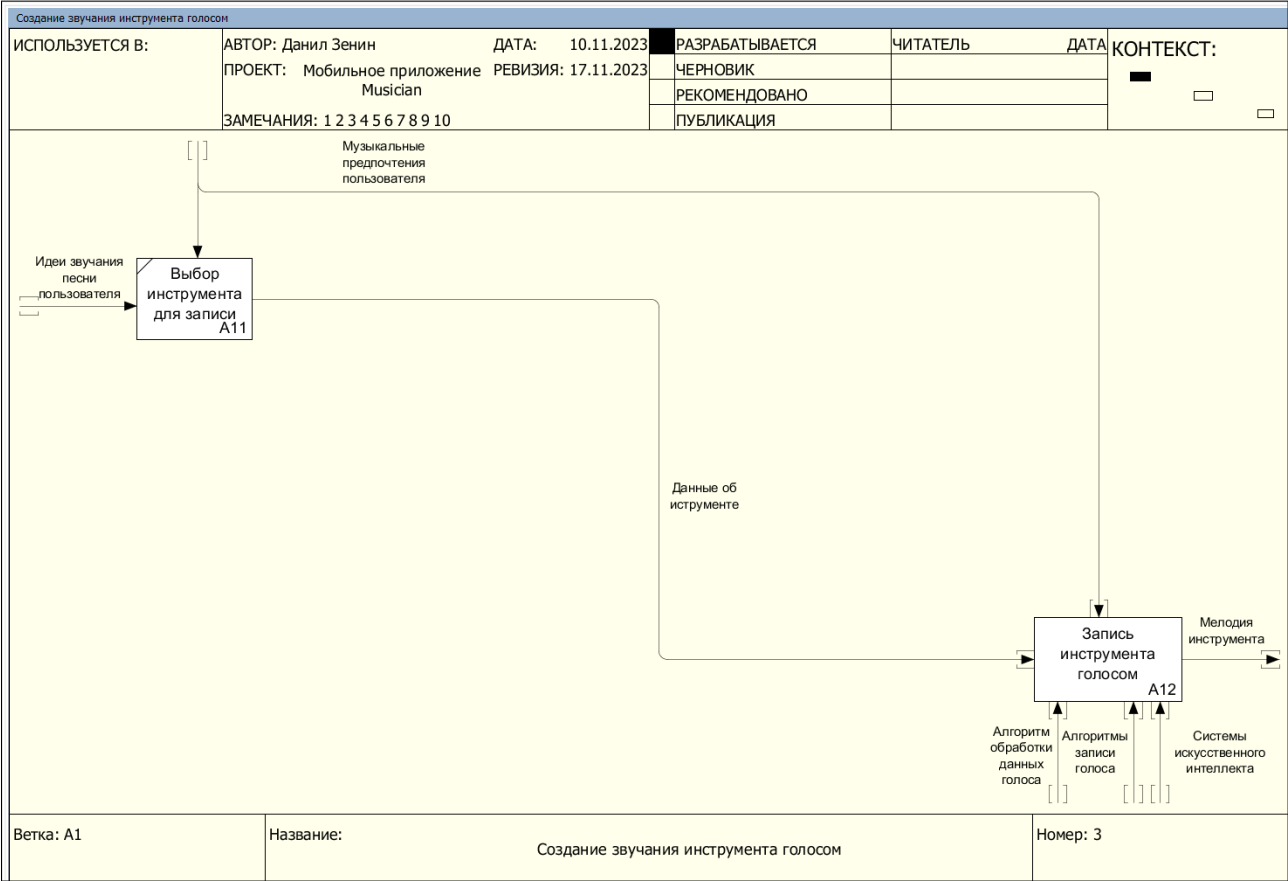 Создание звучания инструмента голосом
ИСПОЛЬЗУЕТСЯ В:
АВТОР: Данил Зенин
ДАТА: 10.11.2023
ПРОЕКТ: Мобильное приложение
Musician
РЕВИЗИЯ: 17.11.2023
ЗАМЕЧАНИЯ: 1 2 3 4 5 6 7 8 9 10
РАЗРАБАТЫВАЕТСЯ
ЧЕРНОВИК
РЕКОМЕНДОВАНО
ПУБЛИКАЦИЯ
ЧИТАТЕЛЬ
ДАТА
КОНТЕКСТ:
Музыкальные
предпочтения
пользователя
Идеи звучания
песни
пользователя
Выбор
инструмента
для записи
A11
Данные об
иструменте
Запись
инструмента
голосом
A12
Мелодия
инструмента
Алгоритм
обработки
данных
голоса
Алгоритмы
записи
голоса
Системы
искусственного
интеллекта
Ветка: A1
Название:
Создание звучания инструмента голосом
Номер: 3